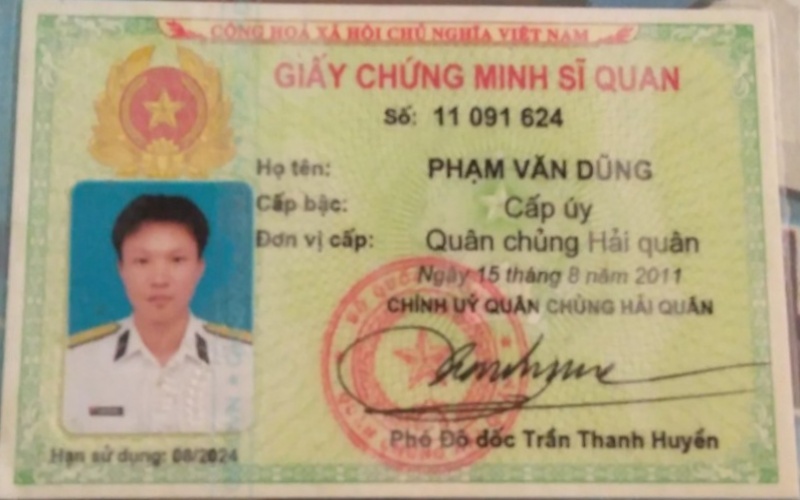 CỘNG HOÀ XÃ HỘI CHỦ NGHĨA VIỆT NAM
GIẤY CHỨNG MINH SĨ QUAN
Số: 11 091 624
Họ tên: PHẠM VĂN DŨNG
Cấp bậc: Cấp úy
Đơn vị cấp: Quân chủng Hải quân
Ngày 15 tháng 8 năm 2011
CHÍNH UỶ QUÂN CHỦNG HẢI QUÂN
Phó Đô đốc Trần Thanh Huyền
Hạn sử dụng: 08/2024